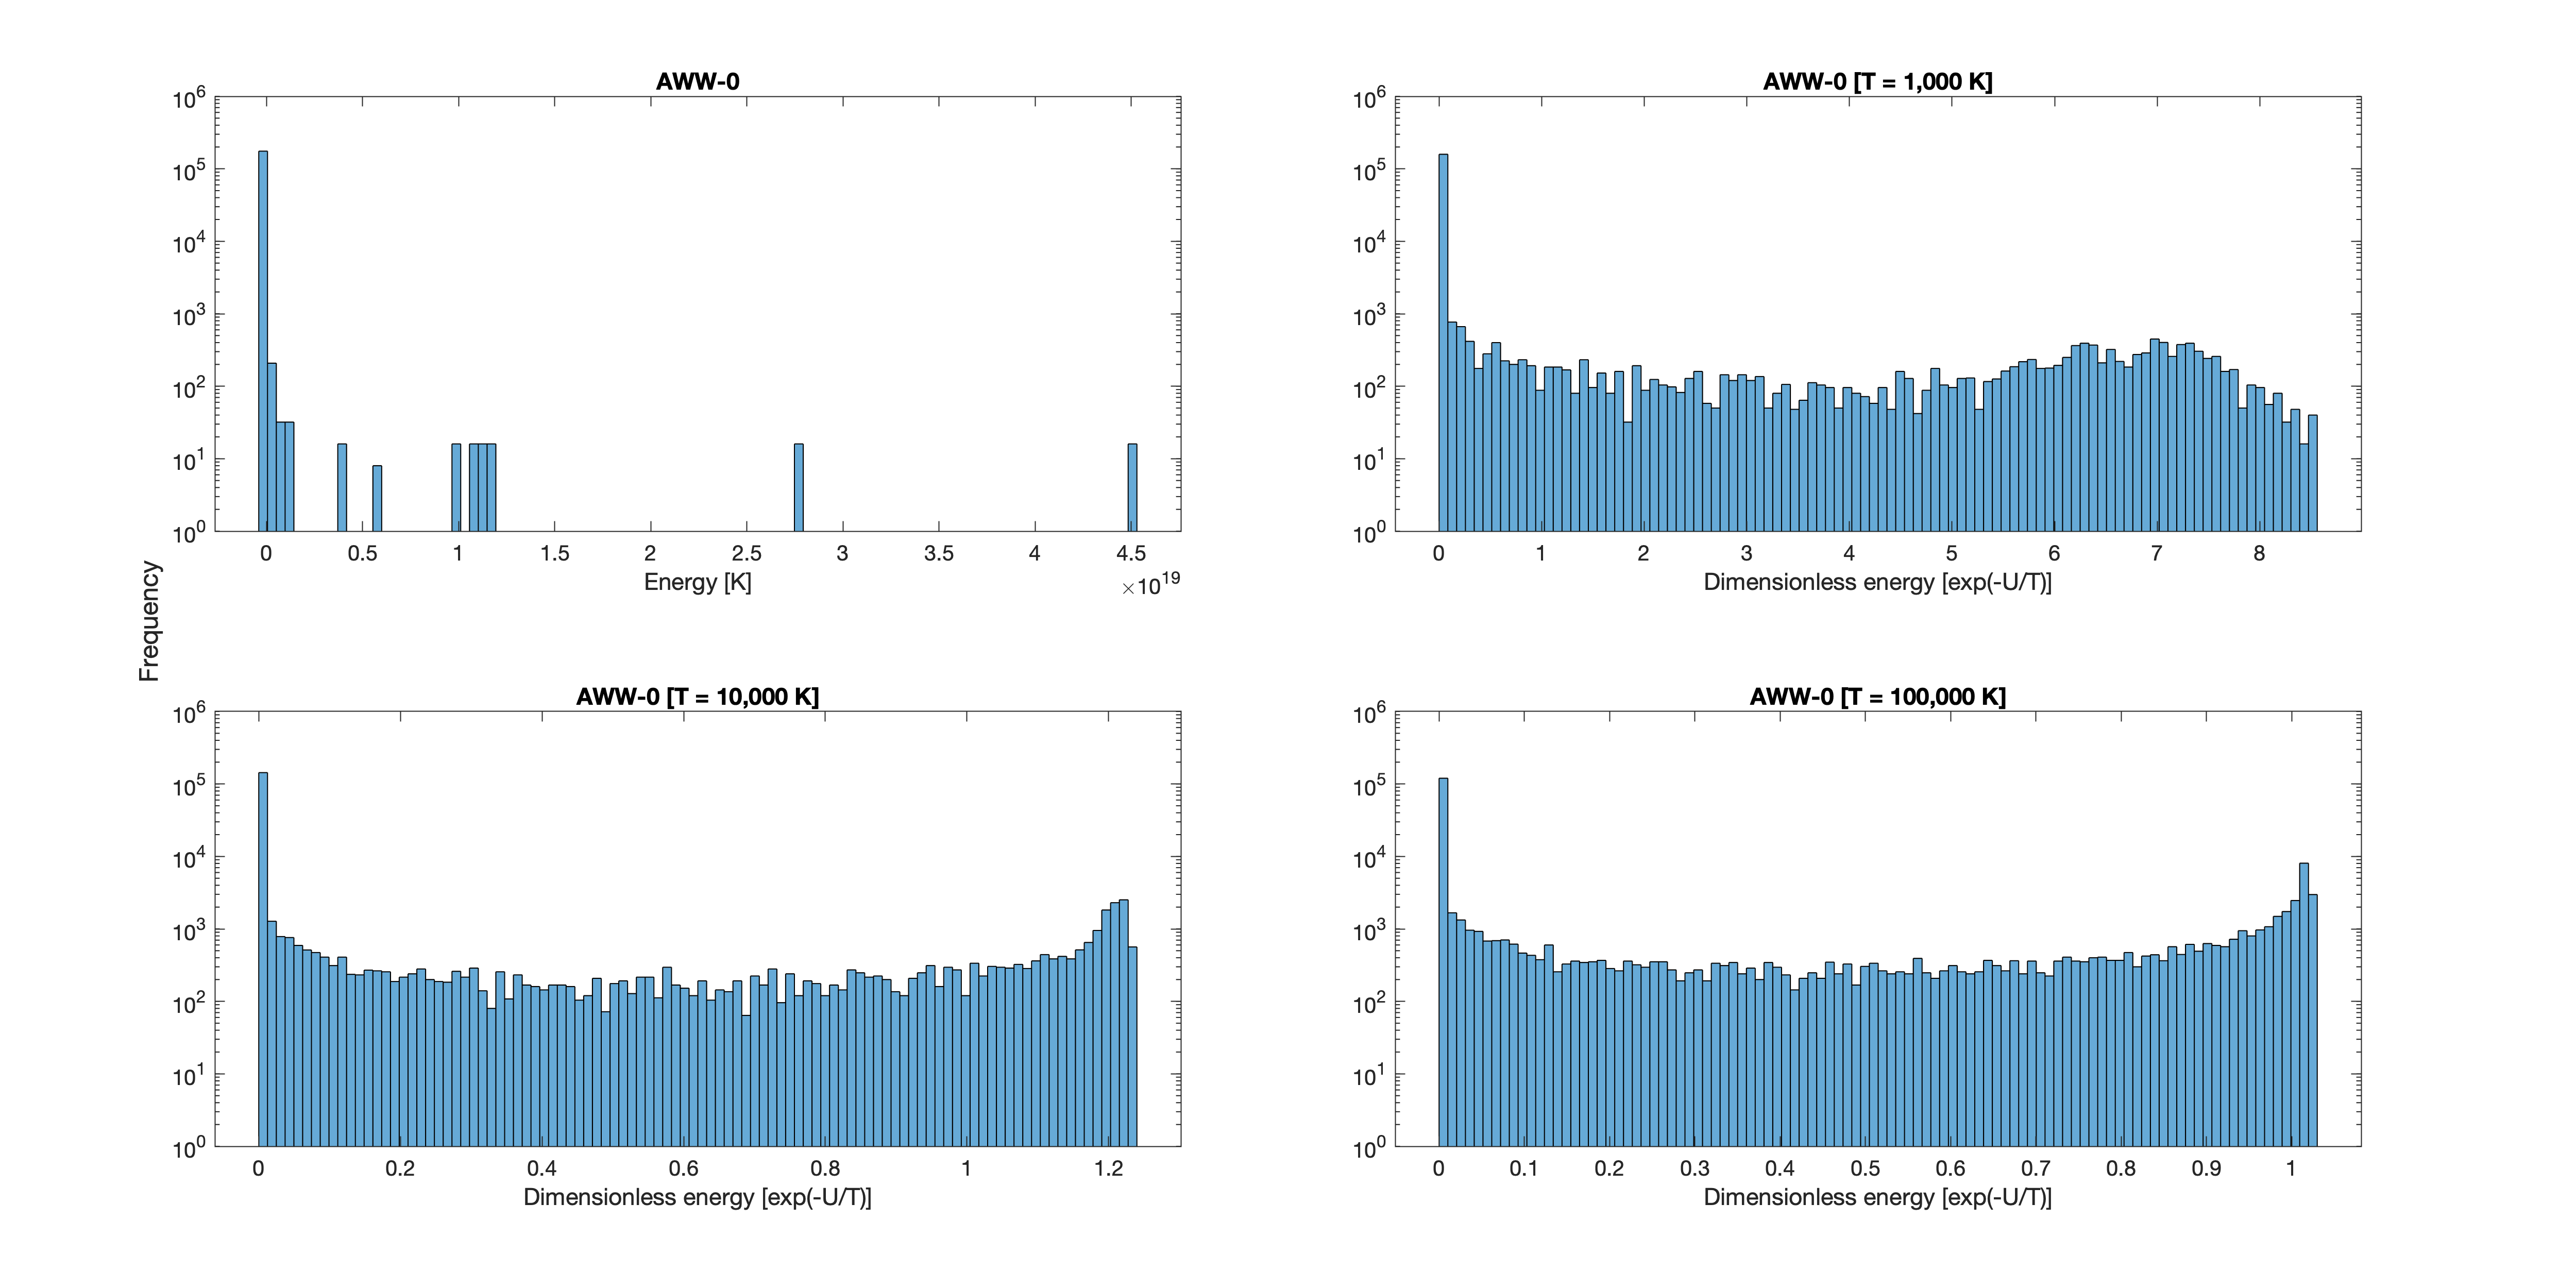 AWW-0
10^6
10^5
10^4
10^3
10^2
10^1
10^0
0 0.5 1 1.5 2 2.5 3 3.5 4 4.5
Energy [K]
×10^19
AWW-0 [T = 1,000 K]
10^6
10^5
10^4
10^3
10^2
10^1
10^0
0 1 2 3 4 5 6 7 8
Dimensionless energy [exp(-U/T)]
Frequency
AWW-0 [T = 10,000 K]
10^6
10^5
10^4
10^3
10^2
10^1
10^0
0 0.2 0.4 0.6 0.8 1 1.2
Dimensionless energy [exp(-U/T)]
AWW-0 [T = 100,000 K]
10^6
10^5
10^4
10^3
10^2
10^1
10^0
0 0.1 0.2 0.3 0.4 0.5 0.6 0.7 0.8 0.9 1
Dimensionless energy [exp(-U/T)]